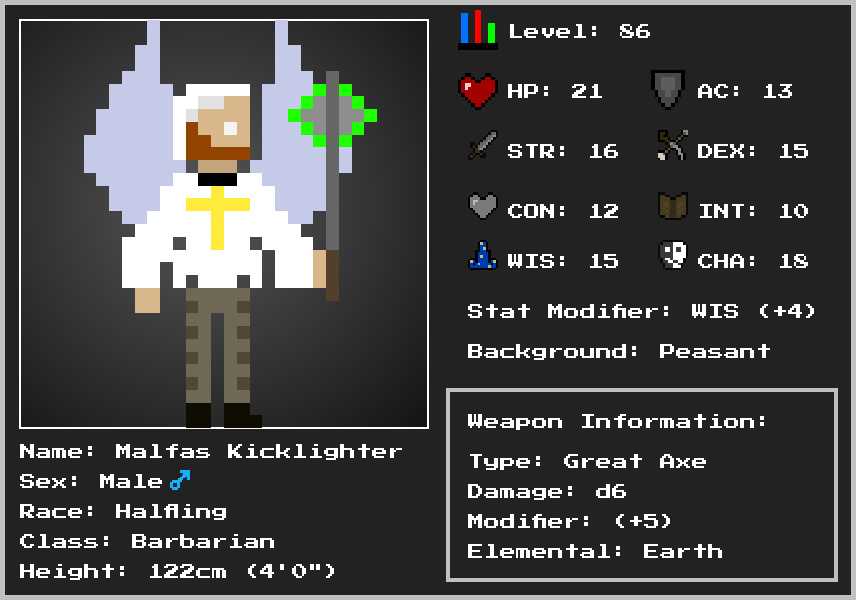 Level: 86
HP: 21
AC: 13
STR: 16
DEX: 15
CON: 12
INT: 10
WIS: 15
CHA: 18
Stat Modifier: WIS (+4)
Background: Peasant
Weapon Information:
Type: Great Axe
Damage: d6
Modifier: (+5)
Elemental: Earth
Name: Malfas Kicklighter
Sex: Male♂
Race: Halfling
Class: Barbarian
Height: 122cm (4'0")